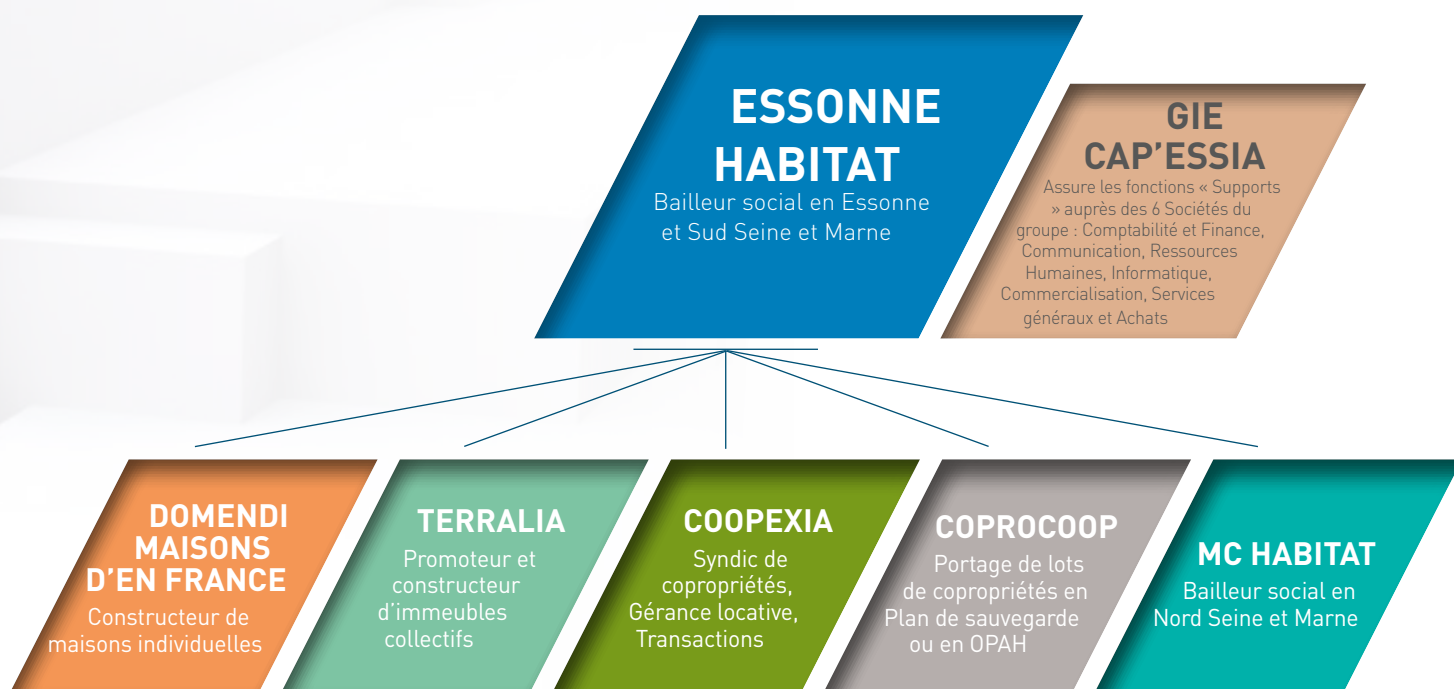 ESSONNE
HABITAT
Bailleur social en Essonne
et Sud Seine et Marne
GIE
CAP'ESSIA
Assure les fonctions « Supports
» auprès des 6 Sociétés du
groupe : Comptabilité et Finance,
Communication, Ressources
Humaines, Informatique,
Commercialisation, Services
généraux et Achats
DOMENDI
MAISONS
D'EN FRANCE
Constructeur de
maisons individuelles
TERRALIA
Promoteur et
constructeur
d'immeubles
collectifs
COOPEXIA
Syndic de
copropriétés,
Gérance locative,
Transactions
COPROCOOP
Portage de lots
de copropriétés en
Plan de sauvegarde
ou en OPAH
MC HABITAT
Bailleur social en
Nord Seine et Marne